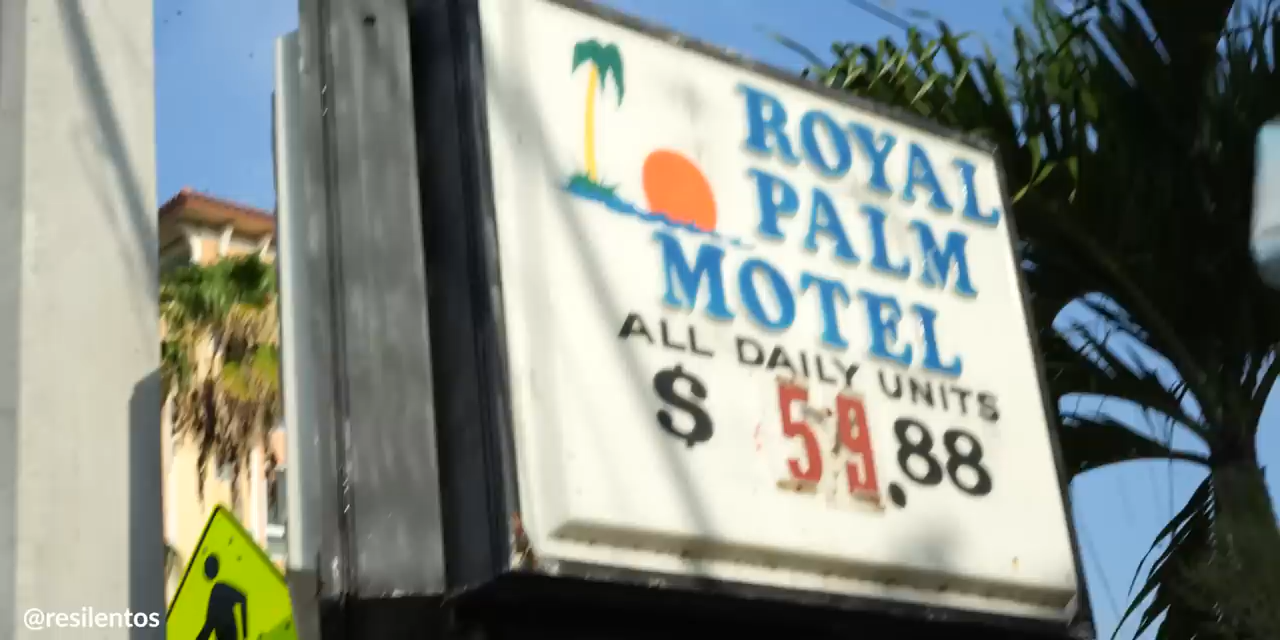 ROYAL
PALM
MOTEL
ALL DAILY UNITS
$ 59.88
@resilentos